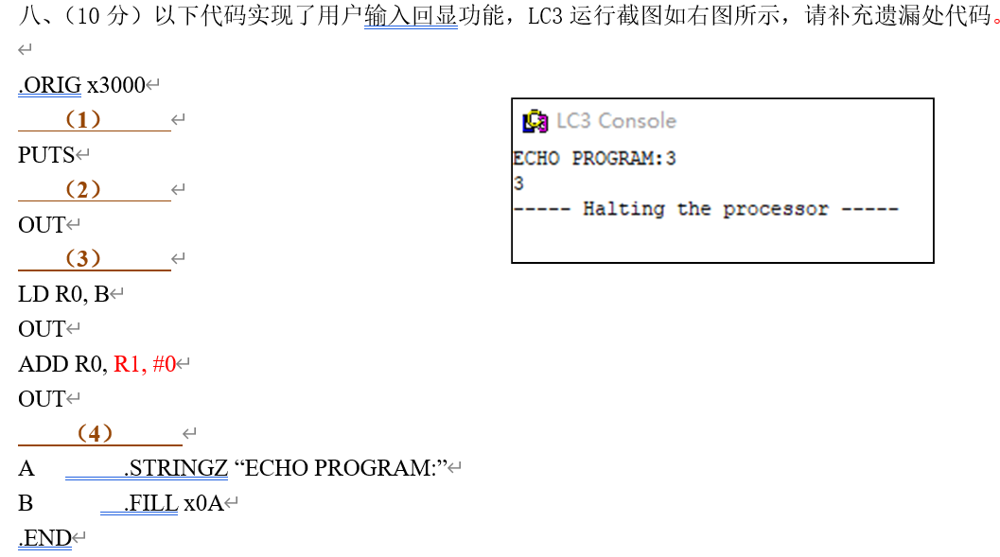 八、（10 分）以下代码实现了用户输入回显功能，LC3 运行截图如右图所示，请补充遗漏处代码。
.ORIG x3000
（1）
PUTS
（2）
OUT
（3）
LD R0, B
OUT
ADD R0, R1, #0
OUT
（4）
A .STRINGZ “ECHO PROGRAM:”
B .FILL x0A
.END
LC3 Console
ECHO PROGRAM:3
3
----- Halting the processor -----